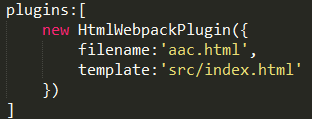 plugins:[
    new HtmlWebpackPlugin({
        filename:'aac.html',
        template:'src/index.html'
    })
]